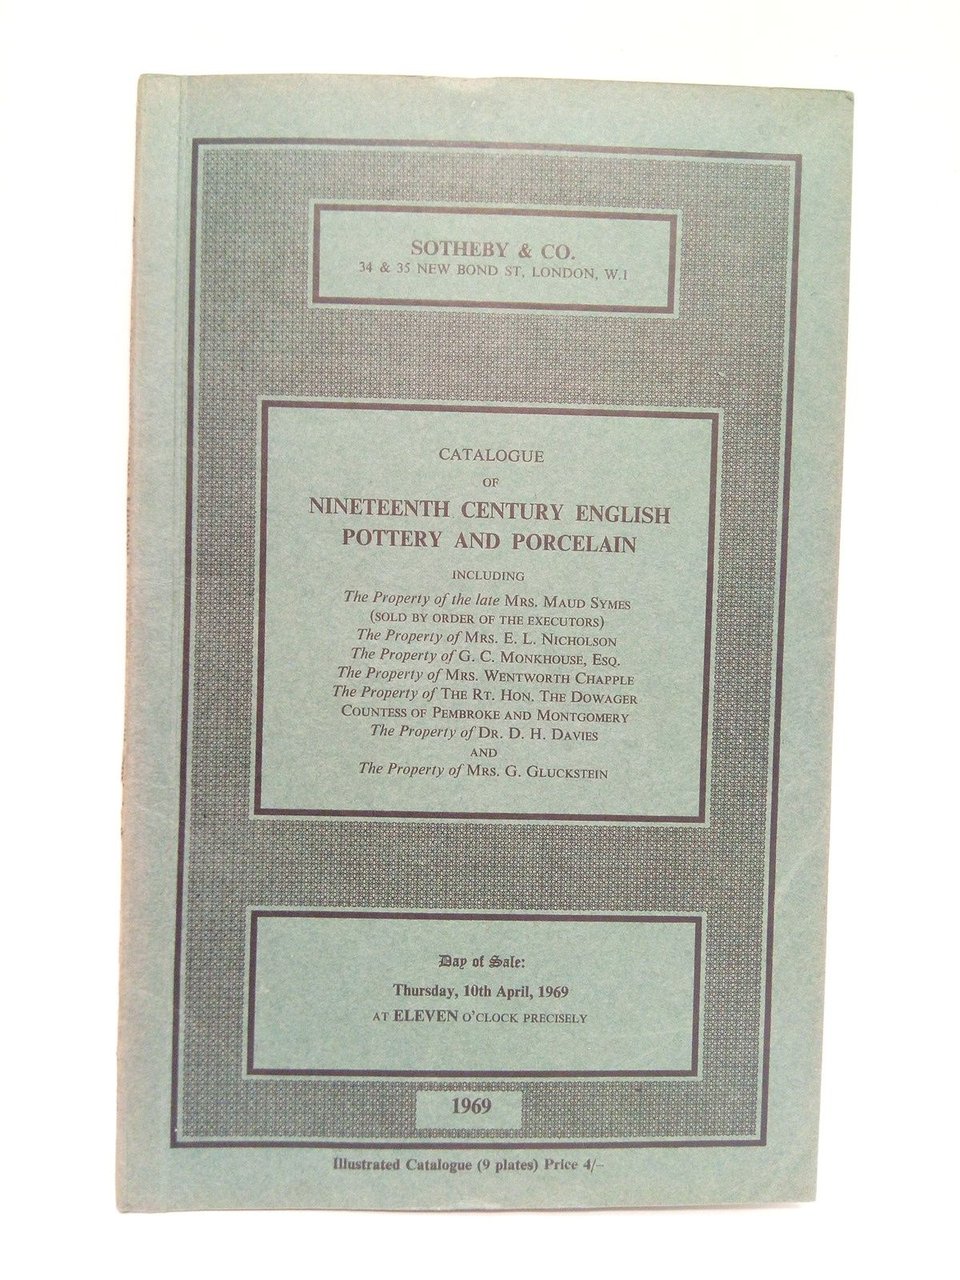 SOTHEBY & CO.
34 & 35 NEW BOND ST, LONDON, W.1
CATALOGUE
OF
NINETEENTH CENTURY ENGLISH
POTTERY AND PORCELAIN
INCLUDING
The Property of the late MRS. MAUD SYMES
(SOLD BY ORDER OF THE EXECUTORS)
The Property of MRS. E. L. NICHOLSON
The Property of G. C. MONKHOUSE, ESQ.
The Property of MRS. WENTWORTH CHAPPLE
The Property of THE RT. HON. THE DOWAGER
COUNTESS OF PEMBROKE AND MONTGOMERY
The Property of DR. D. H. DAVIES
AND
The Property of MRS. G. GLUCKSTEIN
Day of Sale:
Thursday, 10th April, 1969
AT ELEVEN O'CLOCK PRECISELY
1969
Illustrated Catalogue (9 plates) Price 4/–